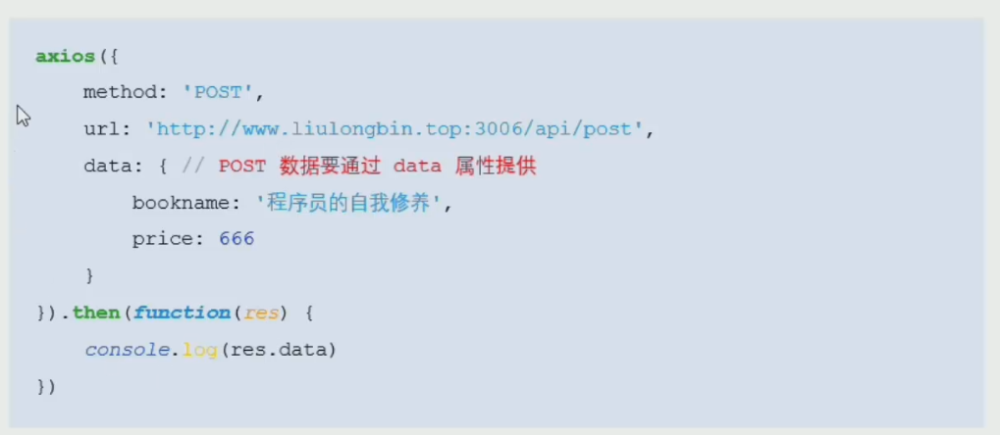 axios({
method: 'POST',
url: 'http://www.liulongbin.top:3006/api/post',
data: { // POST 数据要通过 data 属性提供
bookname: '程序员的自我修养',
price: 666
}
}).then(function(res) {
console.log(res.data)
})